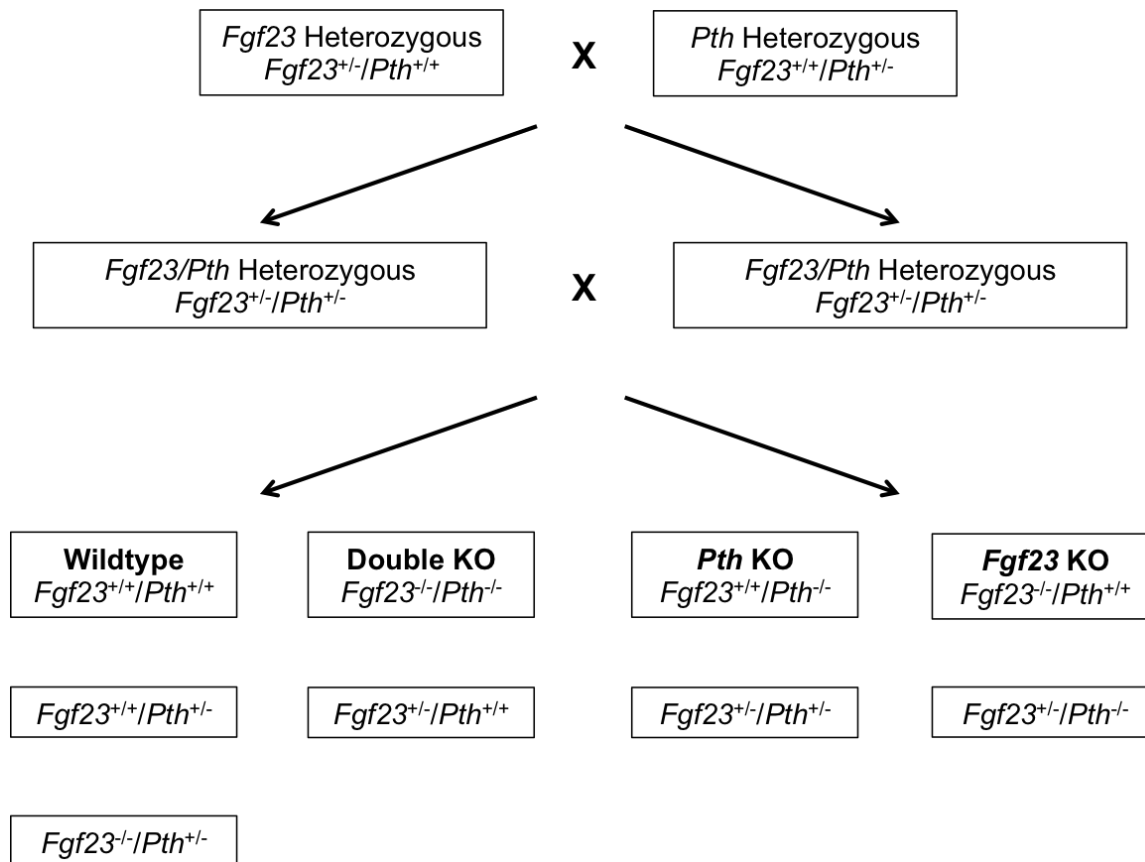 Fgf23 Heterozygous
Fgf23+/-/Pth+/+
X
Pth Heterozygous
Fgf23+/+/Pth+/-
Fgf23/Pth Heterozygous
Fgf23+/-/Pth+/-
X
Fgf23/Pth Heterozygous
Fgf23+/-/Pth+/-
Wildtype
Fgf23+/+/Pth+/+
Double KO
Fgf23-/-/Pth-/-
Pth KO
Fgf23+/+/Pth-/-
Fgf23 KO
Fgf23-/-/Pth+/+
Fgf23+/+/Pth+/-
Fgf23+/-/Pth+/+
Fgf23+/-/Pth+/-
Fgf23+/-/Pth-/-
Fgf23-/-/Pth+/-